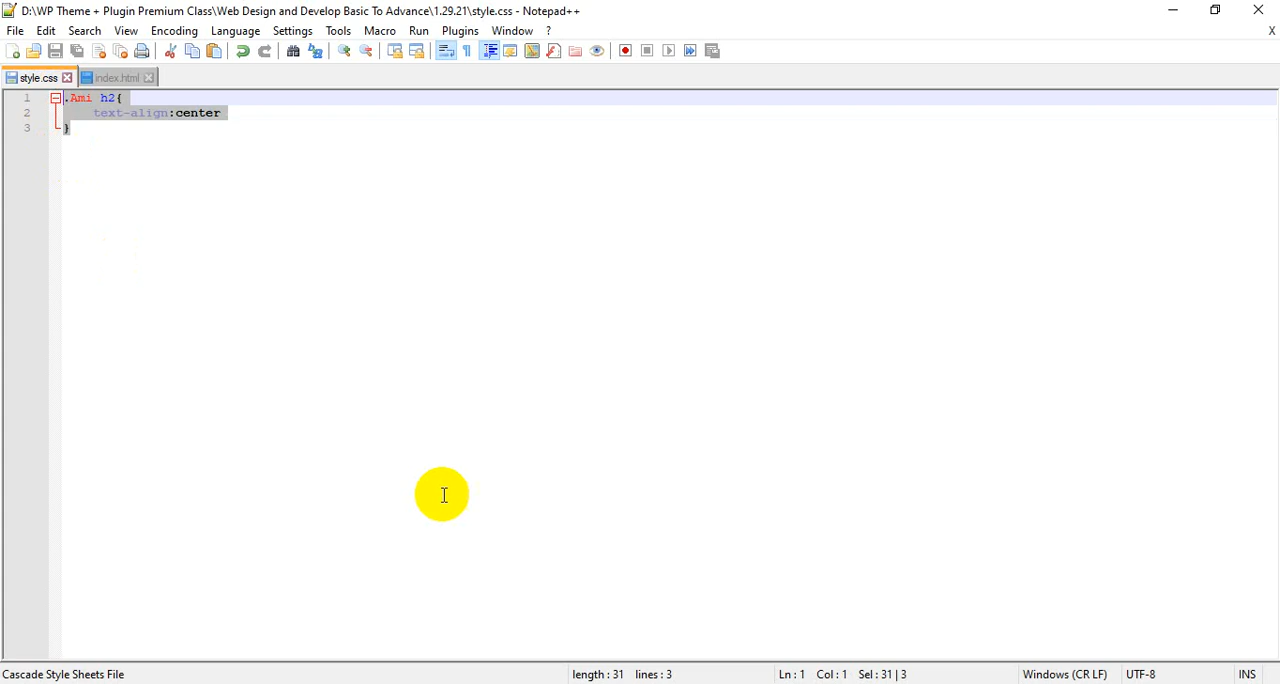 D:\WP Theme + Plugin Premium Class\Web Design and Develop Basic To Advance\1.29.21\style.css - Notepad++
File Edit Search View Encoding Language Settings Tools Macro Run Plugins Window ? X
style.css index.html
1 .Ami h2{
2 text-align:center
3 }
Cascade Style Sheets File length : 31 lines : 3 Ln : 1 Col : 1 Sel : 31 | 3 Windows (CR LF) UTF-8 INS